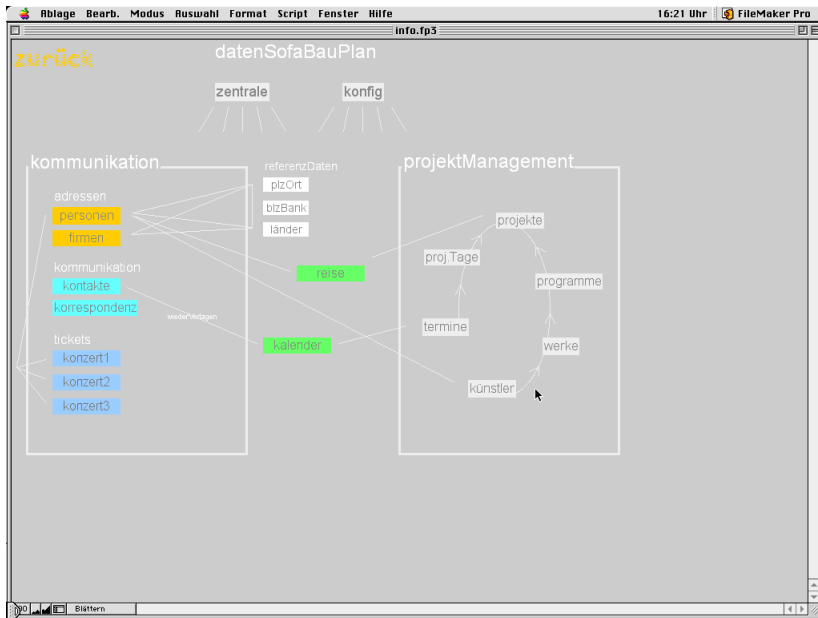 Ablage Bearb. Modus Auswahl Format Script Fenster Hilfe 16:21 Uhr FileMaker Pro
info.fp3
zurück
datenSofaBauPlan
zentrale konfig
kommunikation
referenzDaten
projektManagement
adressen
personen
firmen
kommunikation
kontakte
korrespondenz
tickets
konzert1
konzert2
konzert3
plzOrt
blzBank
länder
reise
kalender
projekte
proj.Tage
programme
termine
werke
künstler
Blättern